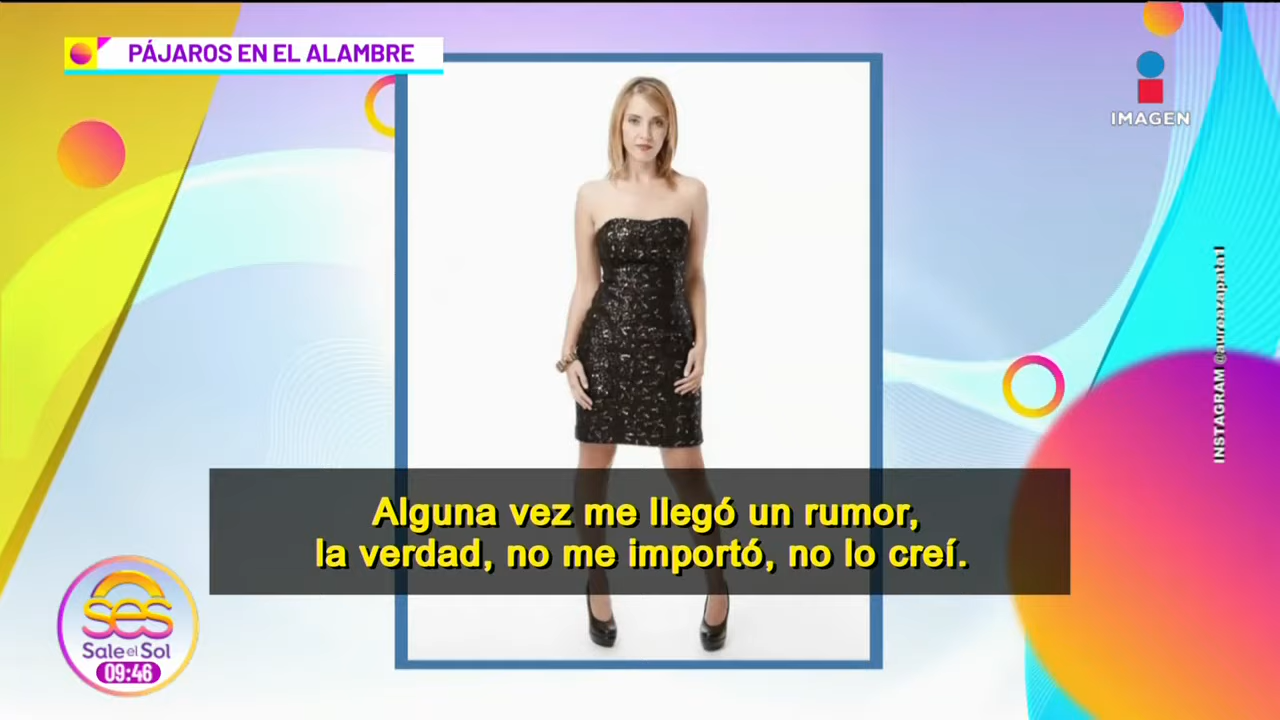 PÁJAROS EN EL ALAMBRE
IMAGEN
INSTAGRAM @aureazapata1
Alguna vez me llegó un rumor,
la verdad, no me importó, no lo creí.
ses
Sale el Sol
09:46